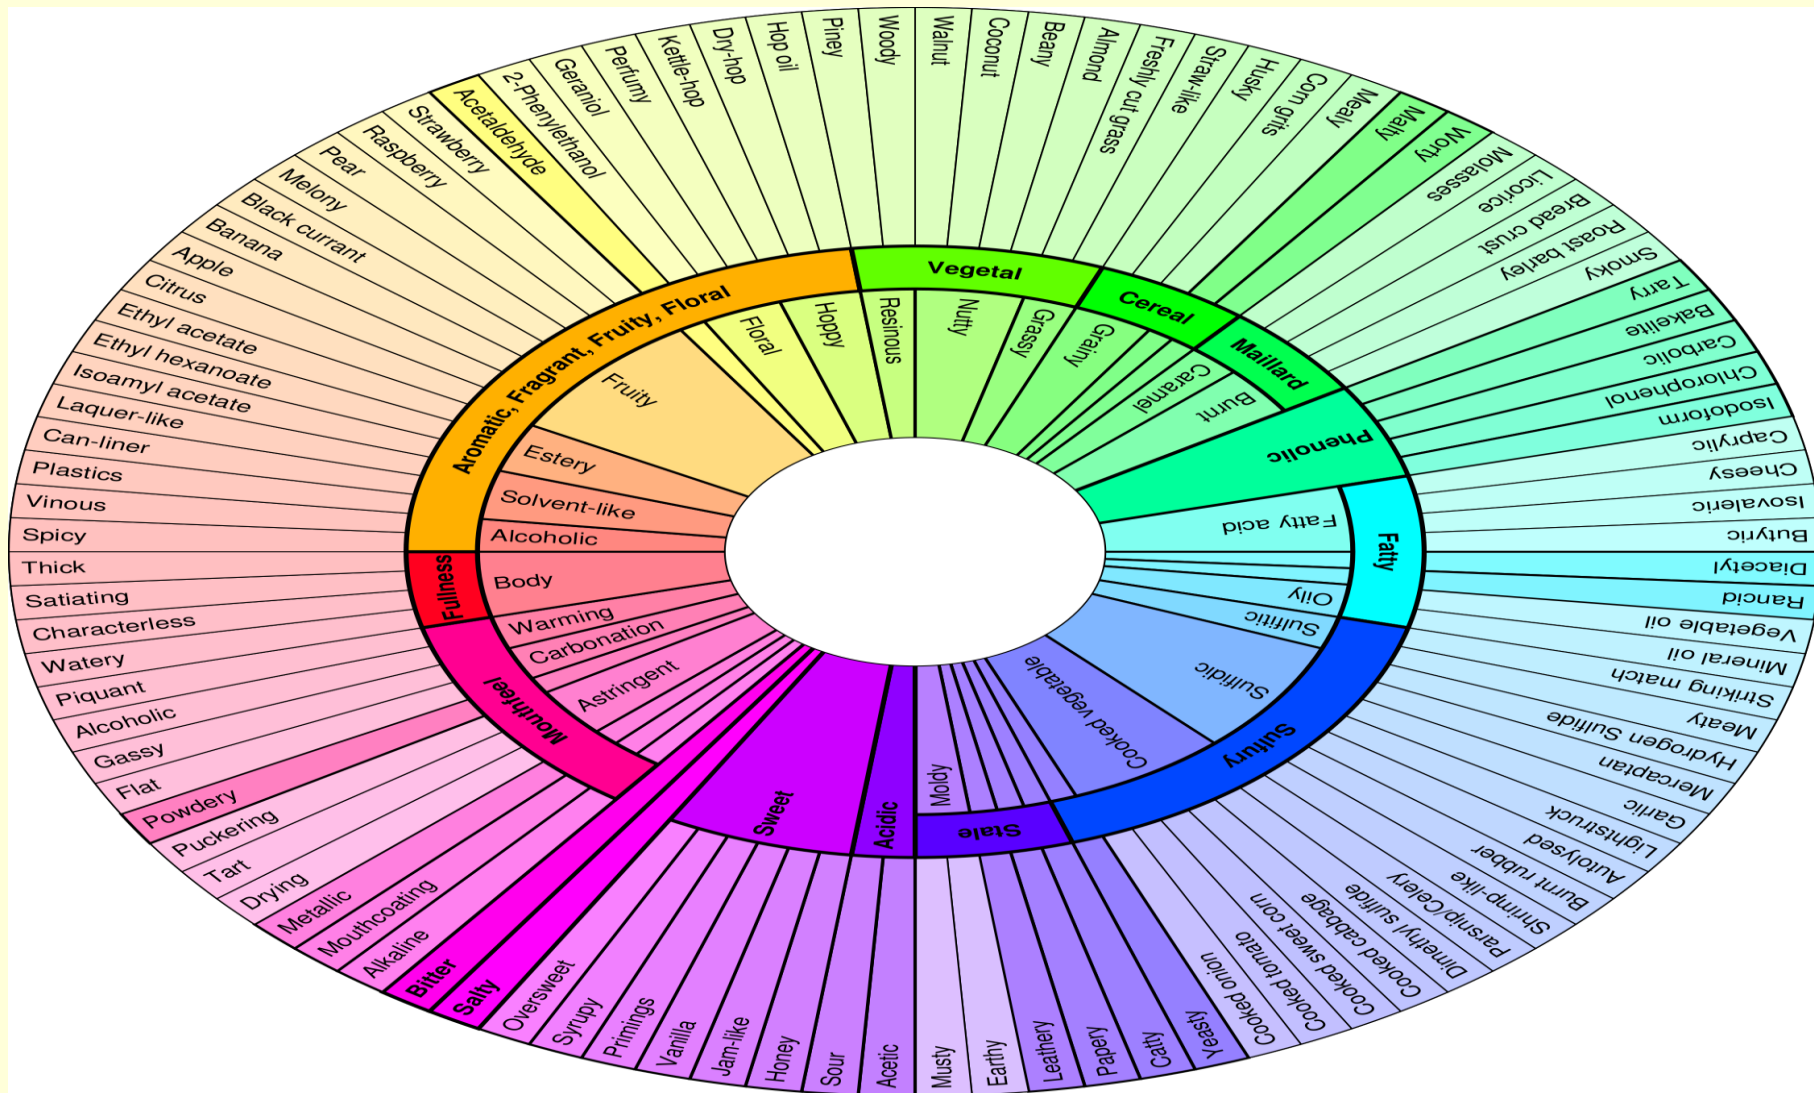 Woody
Walnut
Coconut
Beany
Almond
Freshly cut grass
Straw-like
Husky
Corn grits
Mealy
Malty
Worty
Molasses
Licorice
Bread crust
Roast barley
Smoky
Tarry
Bakelite
Carbolic
Chlorophenol
Isodoform
Caprylic
Cheesy
Isovaleric
Butyric
Diacetyl
Rancid
Vegetable oil
Mineral oil
Striking match
Meaty
Hydrogen Sulfide
Mercaptan
Garlic
Lightstruck
Autolysed
Burnt rubber
Shrimp-like
Parsnip/Celery
Dimethyl sulfide
Cooked cabbage
Cooked sweet corn
Cooked tomato
Cooked onion
Yeasty
Catty
Papery
Leathery
Earthy
Musty
Acetic
Sour
Honey
Jam-like
Vanilla
Primings
Syrupy
Oversweet
Salty
Bitter
Alkaline
Mouthcoating
Metallic
Drying
Tart
Puckering
Powdery
Flat
Gassy
Alcoholic
Piquant
Watery
Characterless
Satiating
Thick
Spicy
Vinous
Plastics
Can-liner
Laquer-like
Isoamyl acetate
Ethyl hexanoate
Ethyl acetate
Citrus
Apple
Banana
Black currant
Melony
Pear
Raspberry
Strawberry
Acetaldehyde
2-Phenylethanol
Geraniol
Perfumy
Kettle-hop
Dry-hop
Hop oil
Piney
Aromatic, Fragrant, Fruity, Floral
Vegetal
Cereal
Maillard
Phenolic
Fatty
Sulfury
Stale
Acidic
Sweet
Mouthfeel
Fullness
Alcoholic
Solvent-like
Estery
Fruity
Floral
Hoppy
Resinous
Nutty
Grassy
Grainy
Caramel
Burnt
Fatty acid
Oily
Sulfitic
Sulfidic
Cooked vegetable
Moldy
Astringent
Carbonation
Warming
Body